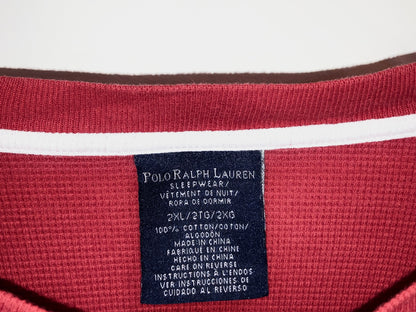 POLO RALPH LAUREN
SLEEPWEAR/
VÊTEMENT DE NUIT/
ROPA DE DORMIR
2XL/2TG/2XG
100% COTTON/COTON/
ALGODÓN
MADE IN CHINA
FABRIQUÉ EN CHINE
HECHO EN CHINA
CARE ON REVERSE
INSTRUCTIONS À L'ENDOS
VER INSTRUCCIONES DE
CUIDADO AL REVERSO